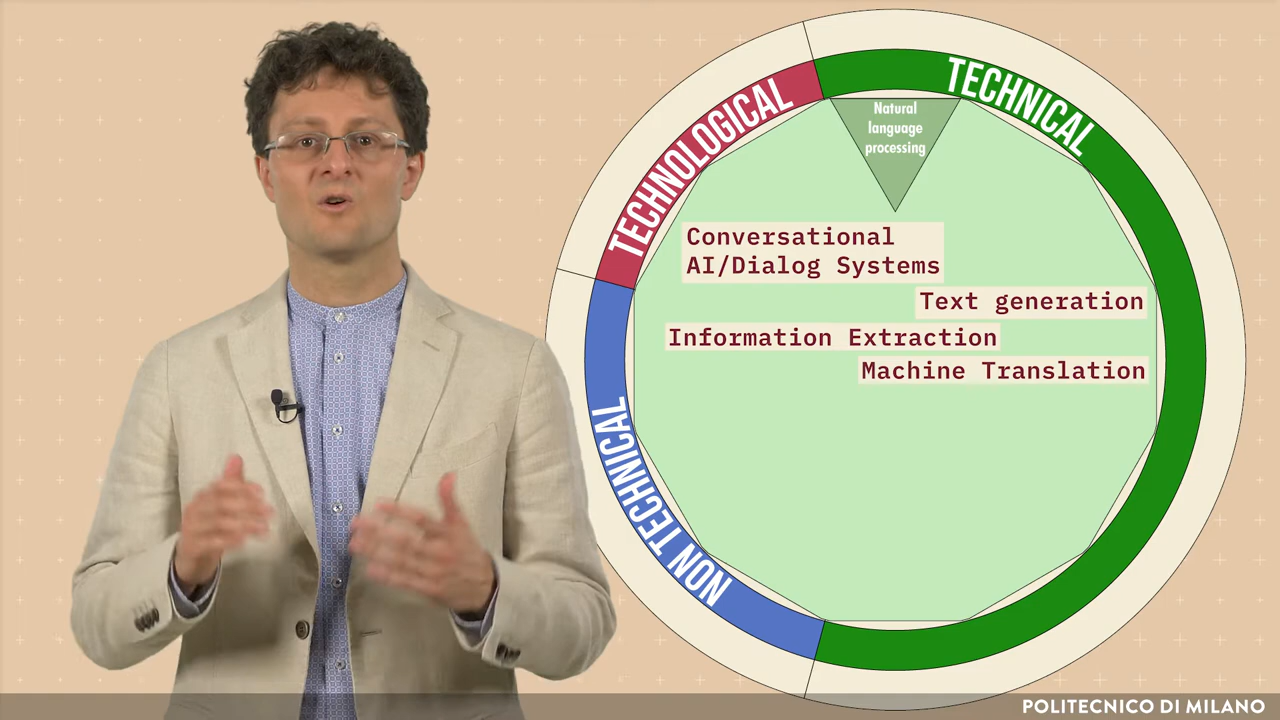 TECHNOLOGICAL
TECHNICAL
Natural
language
processing
Conversational
AI/Dialog Systems
Text generation
Information Extraction
Machine Translation
NON TECHNICAL
POLITECNICO DI MILANO